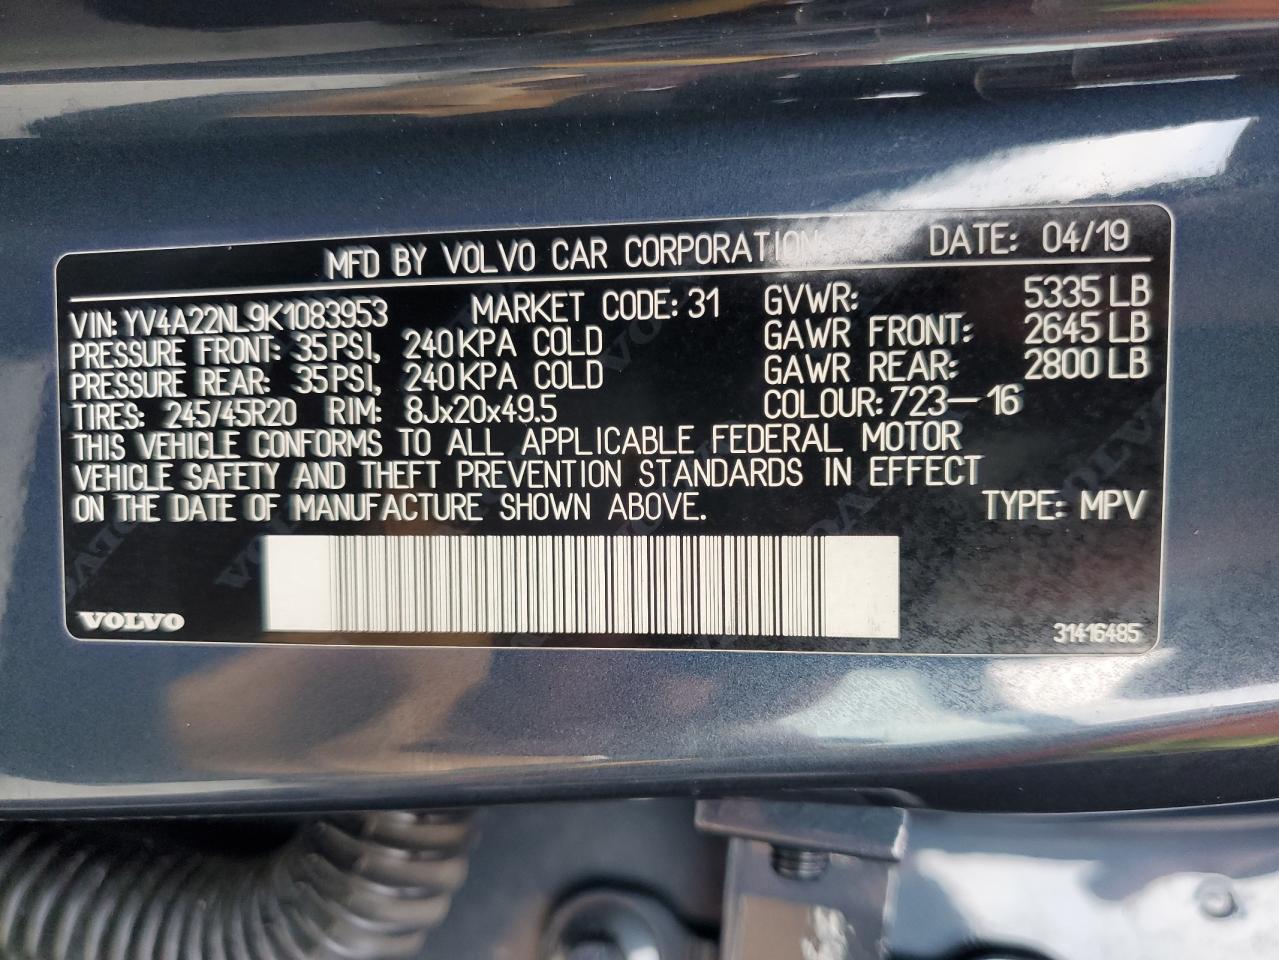 MFD BY VOLVO CAR CORPORATION DATE: 04/19
VIN: YV4A22NL9K1083953 MARKET CODE: 31 GVWR: 5335 LB
PRESSURE FRONT: 35 PSI, 240 KPA COLD GAWR FRONT: 2645 LB
PRESSURE REAR: 35 PSI, 240 KPA COLD GAWR REAR: 2800 LB
TIRES: 245/45R20 RIM: 8Jx20x49.5 COLOUR: 723-16
THIS VEHICLE CONFORMS TO ALL APPLICABLE FEDERAL MOTOR
VEHICLE SAFETY AND THEFT PREVENTION STANDARDS IN EFFECT
ON THE DATE OF MANUFACTURE SHOWN ABOVE. TYPE: MPV
VOLVO 31416485